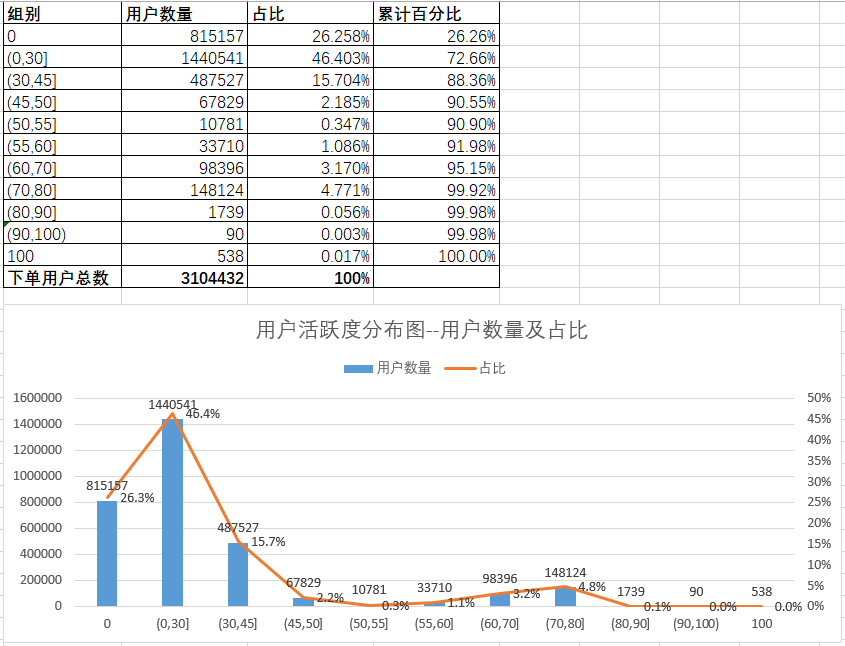 组别 用户数量 占比 累计百分比
0 815157 26.258% 26.26%
(0,30] 1440541 46.403% 72.66%
(30,45] 487527 15.704% 88.36%
(45,50] 67829 2.185% 90.55%
(50,55] 10781 0.347% 90.90%
(55,60] 33710 1.086% 91.98%
(60,70] 98396 3.170% 95.15%
(70,80] 148124 4.771% 99.92%
(80,90] 1739 0.056% 99.98%
(90,100) 90 0.003% 99.98%
100 538 0.017% 100.00%
下单用户总数 3104432 100%
用户活跃度分布图--用户数量及占比
用户数量 占比
1600000
1400000
1200000
1000000
800000
600000
400000
200000
0
815157
1440541
487527
67829
10781
33710
98396
148124
1739
90
538
26.3%
46.4%
15.7%
2.2%
0.3%
1.1%
3.2%
4.8%
0.1%
0.0%
0.0%
50%
45%
40%
35%
30%
25%
20%
15%
10%
5%
0%
0 (0,30] (30,45] (45,50] (50,55] (55,60] (60,70] (70,80] (80,90] (90,100) 100